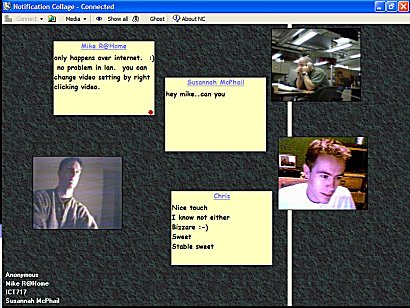 Notification Collage - Connected
Connect Media Show all Ghost About NC
Mike R@Home
only happens over internet. :)
no problem in lan. you can
change video setting by right
clicking video.
Susannah McPhail
hey mike..can you
Chris
Nice touch
I know not either
Bizzare :-)
Sweet
Stable sweet
Anonymous
Mike R@Home
ICT717
Susannah McPhail